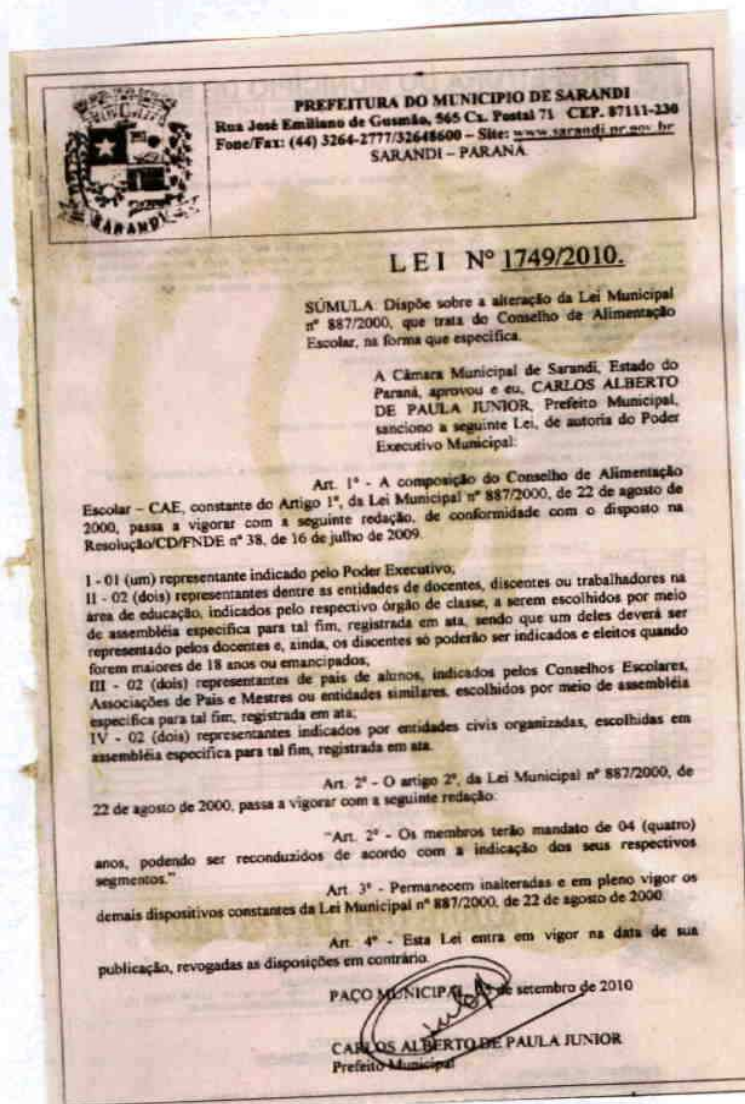 PREFEITURA DO MUNICIPIO DE SARANDI
Rua José Emiliano de Gusmão, 565 Cx. Postal 71 CEP. 87111-230
Fone/Fax: (44) 3264-2777/32648600 – Site: www.sarandi.pr.gov.br
SARANDI – PARANÁ
SARANDI
LEI Nº 1749/2010.
SÚMULA: Dispõe sobre a alteração da Lei Municipal
nº 887/2000, que trata do Conselho de Alimentação
Escolar, na forma que especifica.
A Câmara Municipal de Sarandi, Estado do
Paraná, aprovou e eu, CARLOS ALBERTO
DE PAULA JUNIOR, Prefeito Municipal,
sanciono a seguinte Lei, de autoria do Poder
Executivo Municipal:
Art. 1º - A composição do Conselho de Alimentação
Escolar – CAE, constante do Artigo 1º, da Lei Municipal nº 887/2000, de 22 de agosto de
2000, passa a vigorar com a seguinte redação, de conformidade com o disposto na
Resolução/CD/FNDE nº 38, de 16 de julho de 2009.
I - 01 (um) representante indicado pelo Poder Executivo;
II - 02 (dois) representantes dentre as entidades de docentes, discentes ou trabalhadores na
área de educação, indicados pelo respectivo órgão de classe, a serem escolhidos por meio
de assembléia especifica para tal fim, registrada em ata, sendo que um deles deverá ser
representado pelos docentes e, ainda, os discentes só poderão ser indicados e eleitos quando
forem maiores de 18 anos ou emancipados;
III - 02 (dois) representantes de pais de alunos, indicados pelos Conselhos Escolares,
Associações de Pais e Mestres ou entidades similares, escolhidos por meio de assembléia
especifica para tal fim, registrada em ata;
IV - 02 (dois) representantes indicados por entidades civis organizadas, escolhidas em
assembléia especifica para tal fim, registrada em ata.
Art. 2º - O artigo 2º, da Lei Municipal nº 887/2000, de
22 de agosto de 2000, passa a vigorar com a seguinte redação:
"Art. 2º - Os membros terão mandato de 04 (quatro)
anos, podendo ser reconduzidos de acordo com a indicação dos seus respectivos
segmentos."
Art. 3º - Permanecem inalteradas e em pleno vigor os
demais dispositivos constantes da Lei Municipal nº 887/2000, de 22 de agosto de 2000.
Art. 4º - Esta Lei entra em vigor na data de sua
publicação, revogadas as disposições em contrário.
PAÇO MUNICIPAL, de setembro de 2010
CARLOS ALBERTO DE PAULA JUNIOR
Prefeito Municipal